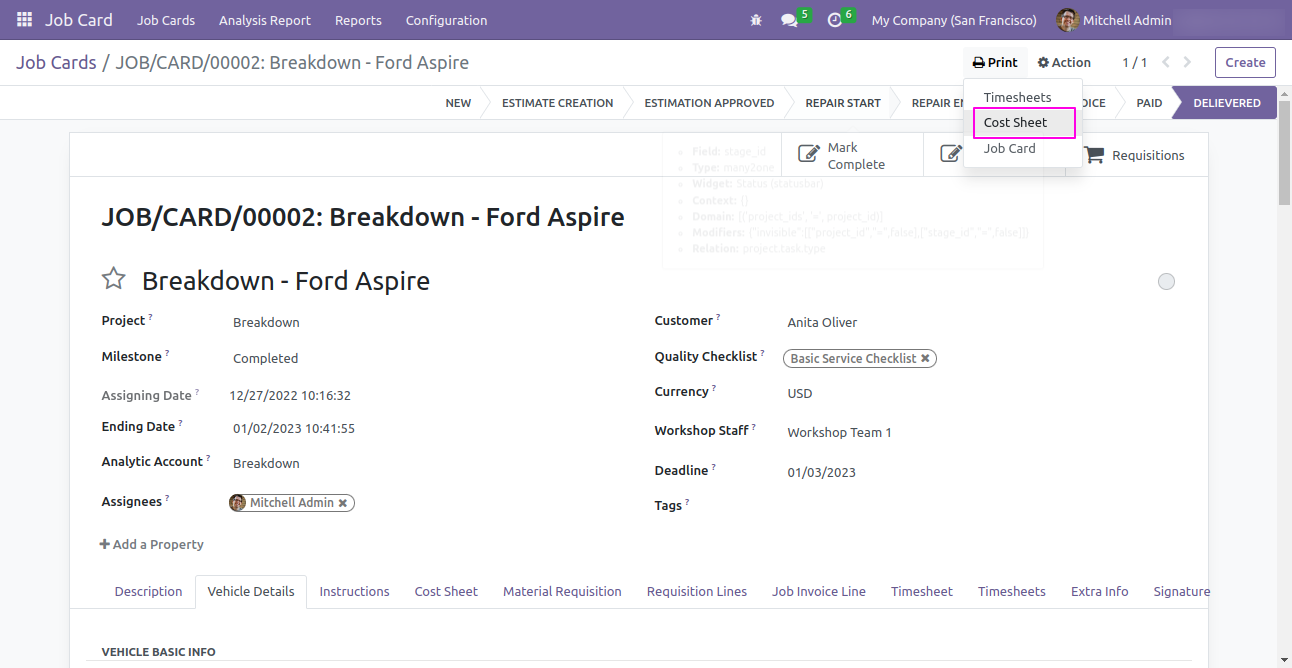 Job Card Job Cards Analysis Report Reports Configuration 5 6 My Company (San Francisco) Mitchell Admin
Job Cards / JOB/CARD/00002: Breakdown - Ford Aspire Print Action 1 / 1 Create
NEW ESTIMATE CREATION ESTIMATION APPROVED REPAIR START REPAIR EN OICE PAID DELIEVERED
Timesheets
Cost Sheet
Job Card
Mark
Complete
Requisitions
Field: stage_id
Type: many2one
Widget: Status (statusbar)
Context: {}
Domain: [('project_ids', '=', project_id)]
Modifiers: {"invisible":[["project_id","=",false],["stage_id","=",false]]}
Relation: project.task.type
JOB/CARD/00002: Breakdown - Ford Aspire
Breakdown - Ford Aspire
Project ? Breakdown Customer ? Anita Oliver
Milestone ? Completed Quality Checklist ? Basic Service Checklist ✖
Assigning Date ? 12/27/2022 10:16:32 Currency ? USD
Ending Date ? 01/02/2023 10:41:55 Workshop Staff ? Workshop Team 1
Analytic Account ? Breakdown Deadline ? 01/03/2023
Assignees ? Mitchell Admin ✖ Tags ?
+ Add a Property
Description Vehicle Details Instructions Cost Sheet Material Requisition Requisition Lines Job Invoice Line Timesheet Timesheets Extra Info Signature
VEHICLE BASIC INFO